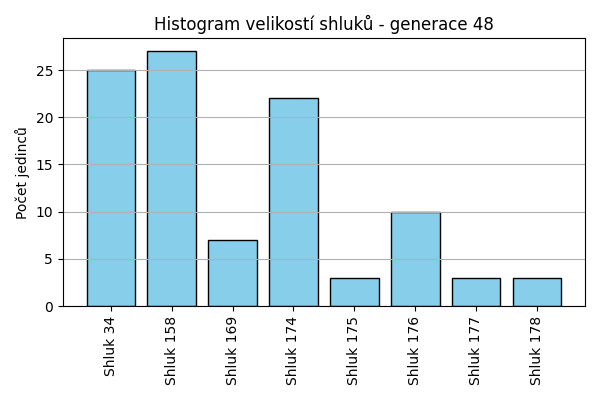 Histogram velikostí shluků - generace 48
Počet jedinců
25
20
15
10
5
0
Shluk 34
Shluk 158
Shluk 169
Shluk 174
Shluk 175
Shluk 176
Shluk 177
Shluk 178